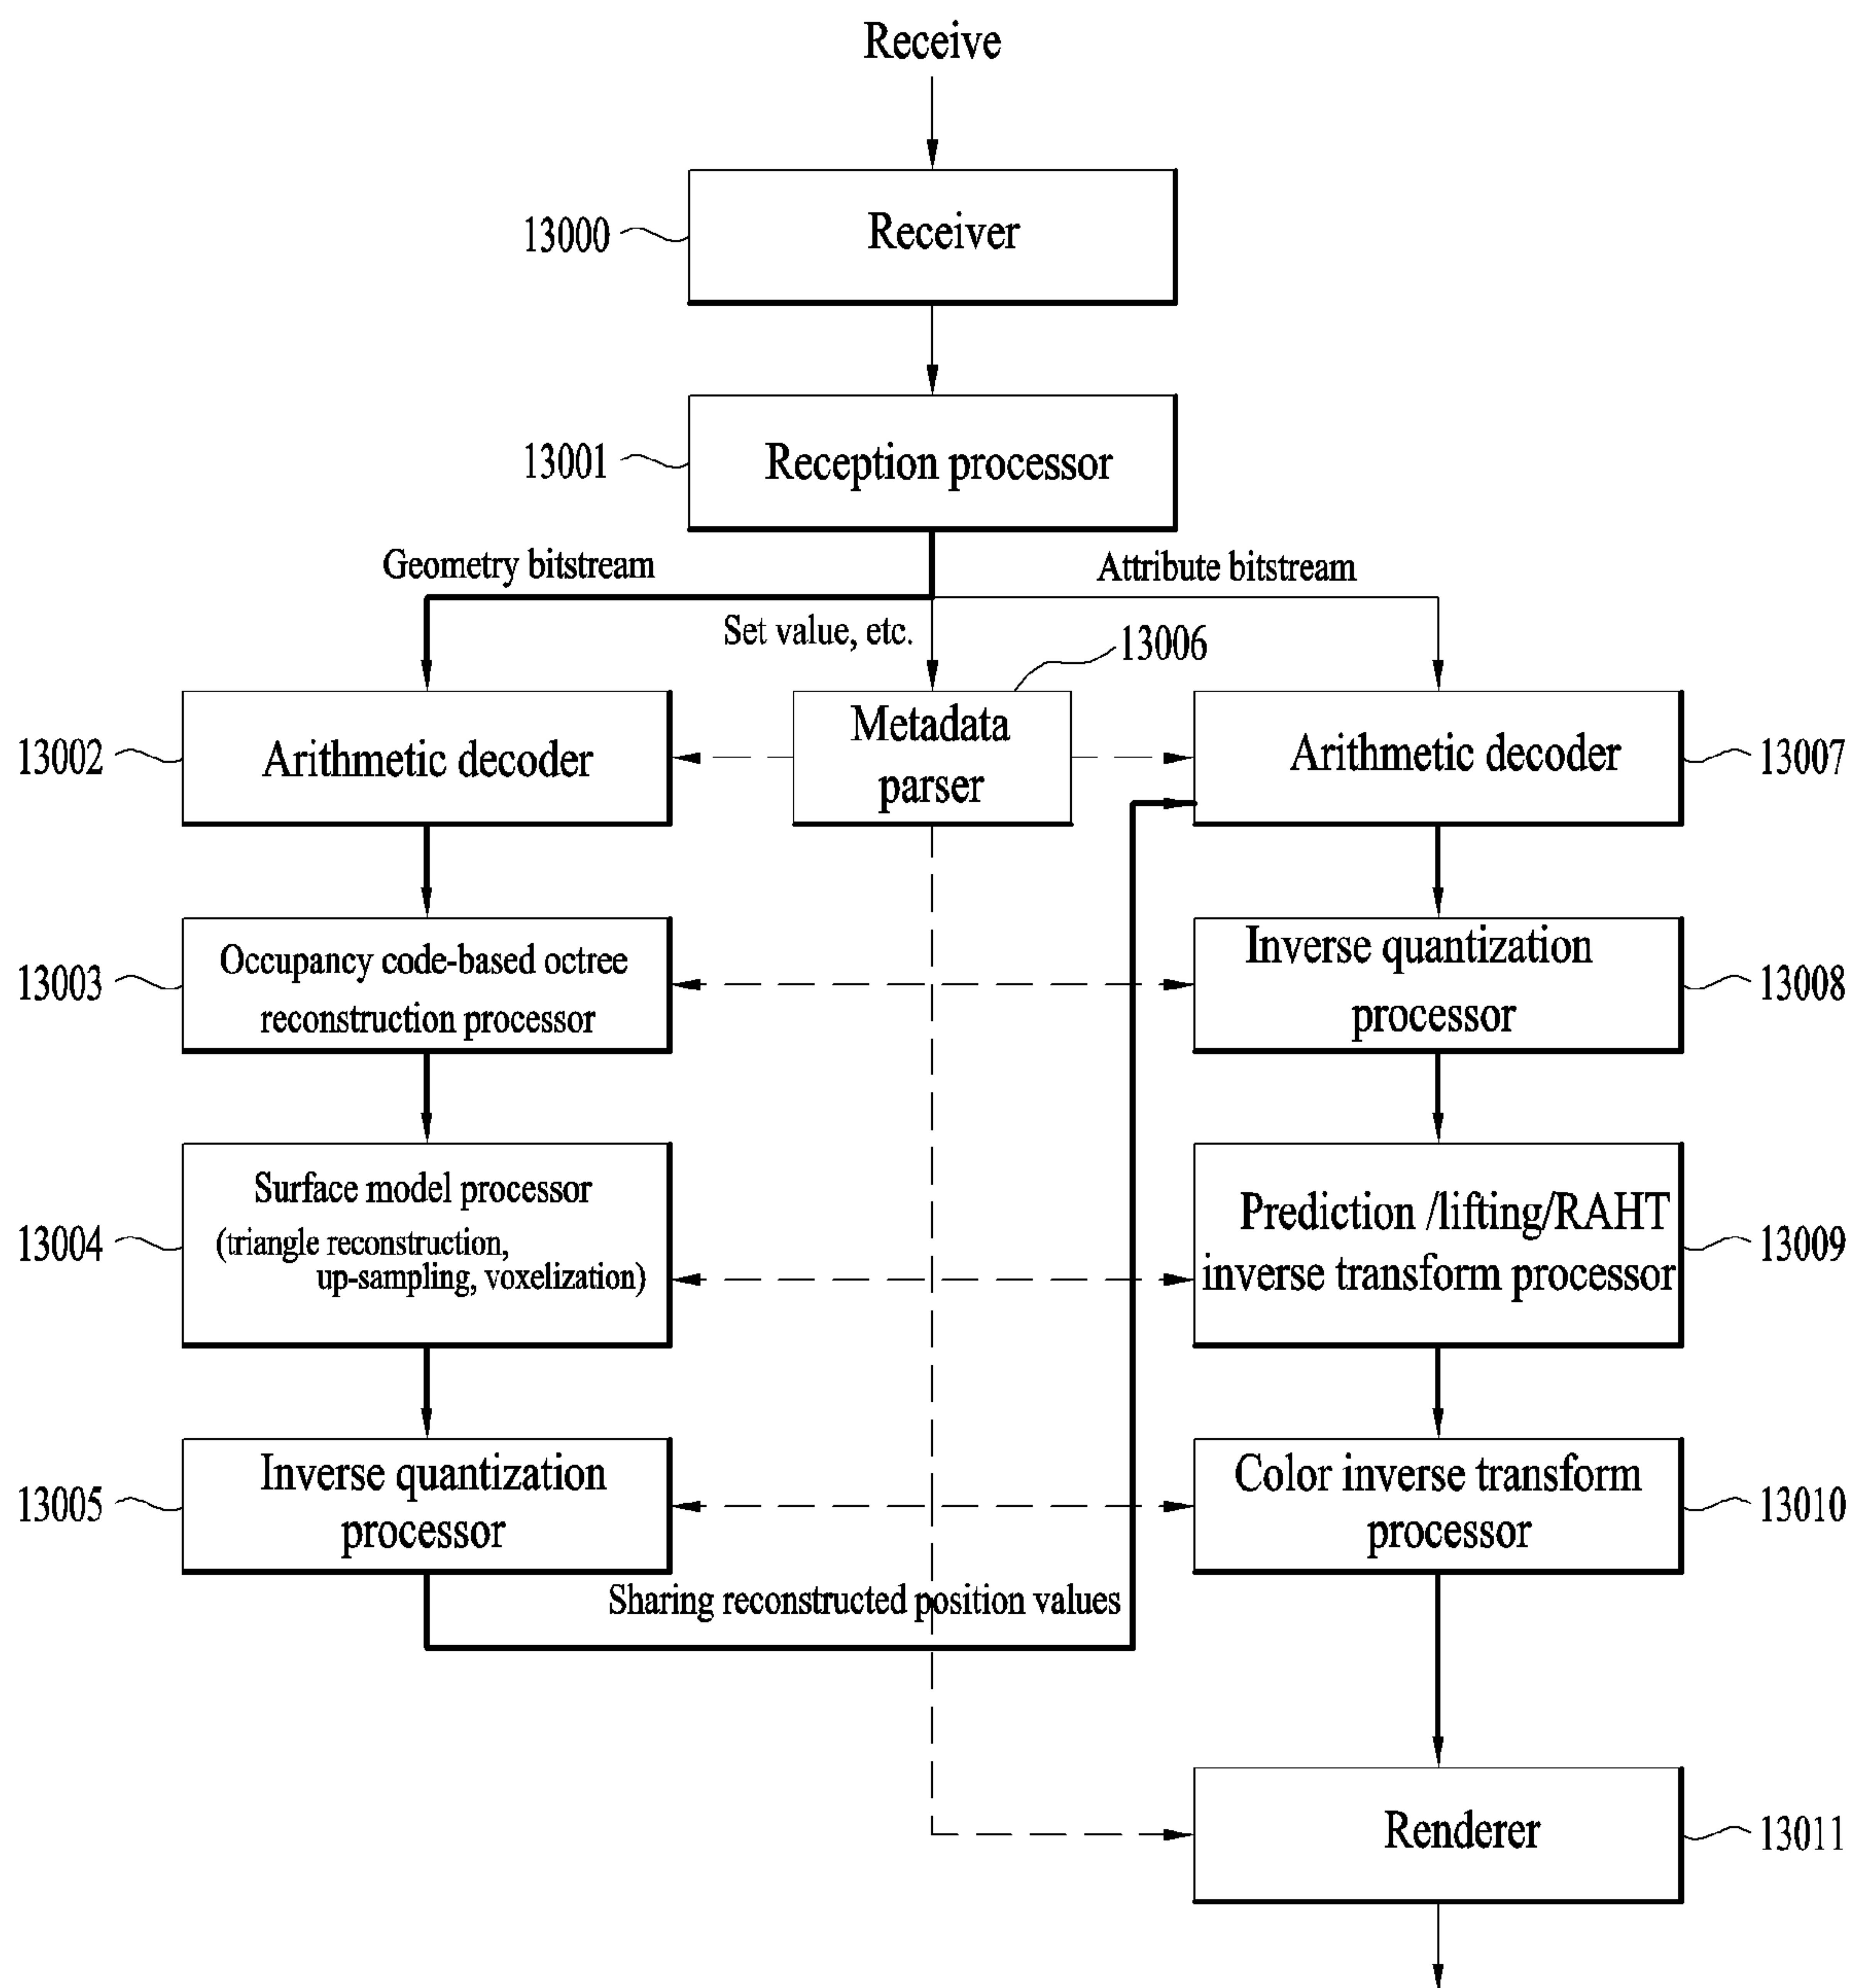 Receive
13000
Receiver
13001
Reception processor
Geometry bitstream
Attribute bitstream
Set value, etc.
13006
13002
Arithmetic decoder
Metadata
parser
Arithmetic decoder
13007
13003
Occupancy code-based octree
reconstruction processor
Inverse quantization
processor
13008
13004
Surface model processor
(triangle reconstruction,
up-sampling, voxelization)
Prediction /lifting/RAHT
inverse transform processor
13009
13005
Inverse quantization
processor
Color inverse transform
processor
13010
Sharing reconstructed position values
Renderer
13011